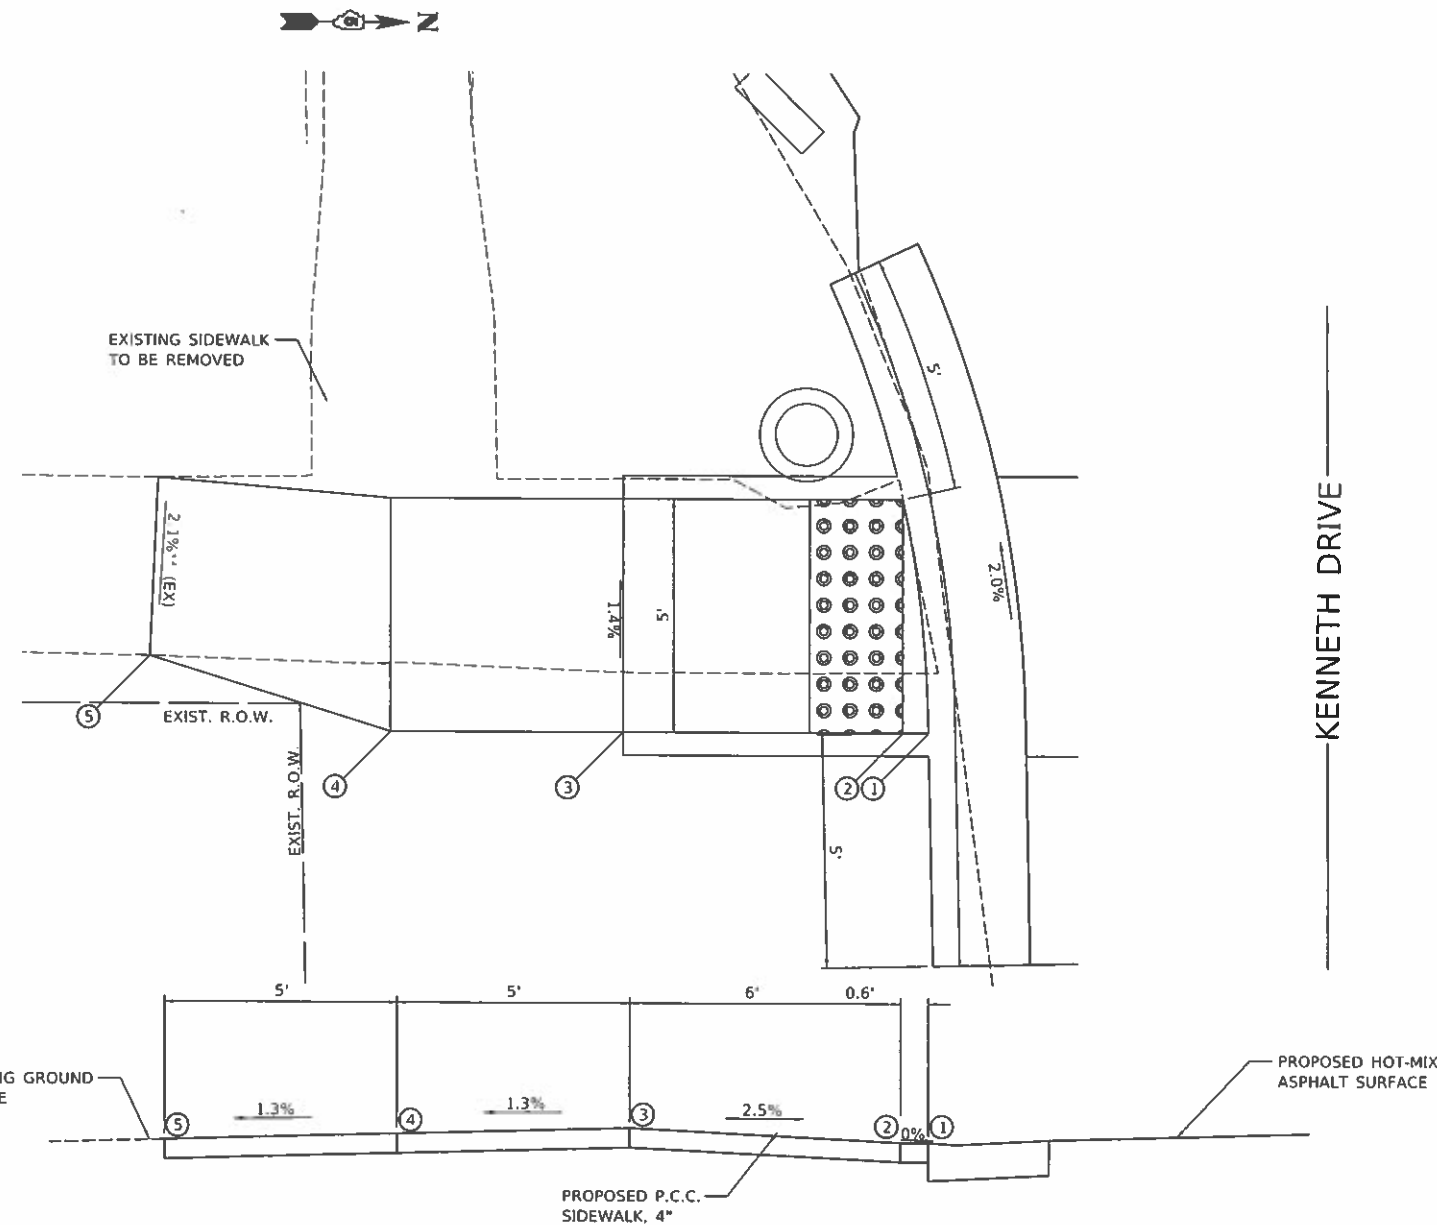 N
EXISTING SIDEWALK
TO BE REMOVED
5'
KENNETH DRIVE
2.0%
(EX)
1.4%
5'
5
EXIST. R.O.W.
EXIST. R.O.W.
4
3
2
1
5'
5'
5'
6'
0.6'
NG GROUND
E
PROPOSED HOT-MIX
ASPHALT SURFACE
5
1.3%
4
1.3%
3
2.5%
2
0%
1
PROPOSED P.C.C.
SIDEWALK, 4"